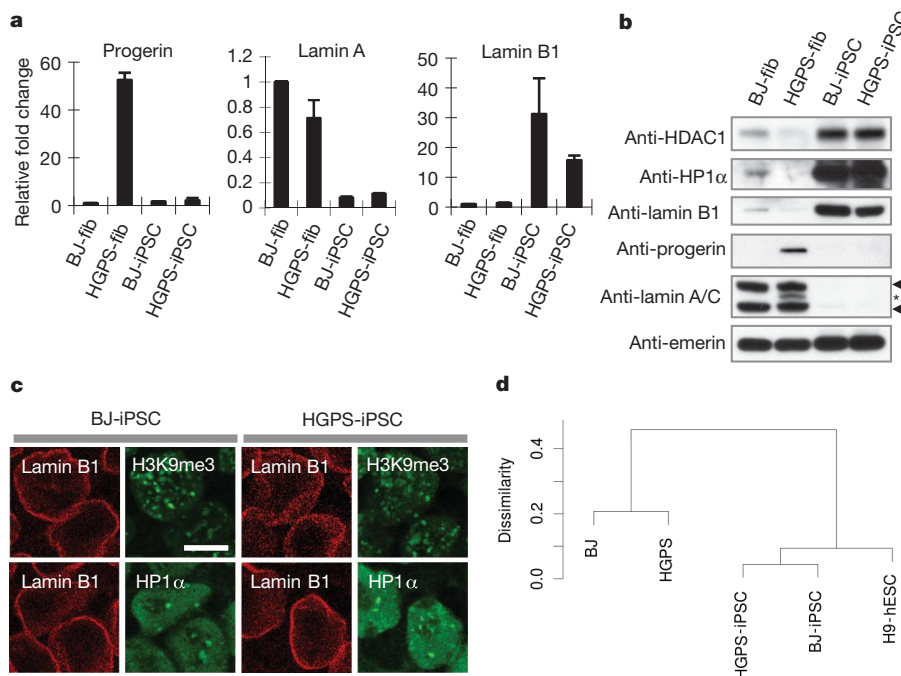 a
Progerin
Lamin A
Lamin B1
Relative fold change
60
40
20
0
1.2
1
0.8
0.6
0.4
0.2
0
50
40
30
20
10
0
BJ-fib
HGPS-fib
BJ-iPSC
HGPS-iPSC
BJ-fib
HGPS-fib
BJ-iPSC
HGPS-iPSC
BJ-fib
HGPS-fib
BJ-iPSC
HGPS-iPSC
b
BJ-fib
HGPS-fib
BJ-iPSC
HGPS-iPSC
Anti-HDAC1
Anti-HP1α
Anti-lamin B1
Anti-progerin
Anti-lamin A/C
*
Anti-emerin
c
BJ-iPSC
HGPS-iPSC
Lamin B1
H3K9me3
Lamin B1
H3K9me3
Lamin B1
HP1α
Lamin B1
HP1α
d
Dissimilarity
0.4
0.2
0.0
BJ
HGPS
HGPS-iPSC
BJ-iPSC
H9-hESC